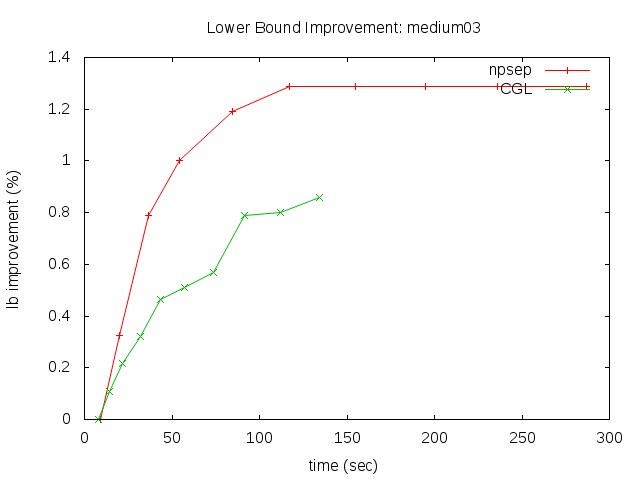 Lower Bound Improvement: medium03
1.4
npsep
CGL
1.2
1
0.8
0.6
0.4
0.2
0
lb improvement (%)
0 50 100 150 200 250 300
time (sec)